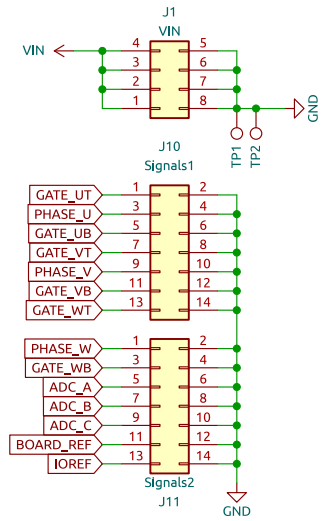 J1
VIN
VIN
4 5
3 6
2 7
1 8
GND
TP1
TP2
J10
Signals1
GATE_UT 1 2
PHASE_U 3 4
GATE_UB 5 6
GATE_VT 7 8
PHASE_V 9 10
GATE_VB 11 12
GATE_WT 13 14
PHASE_W 1 2
GATE_WB 3 4
ADC_A 5 6
ADC_B 7 8
ADC_C 9 10
BOARD_REF 11 12
IOREF 13 14
Signals2
J11
GND